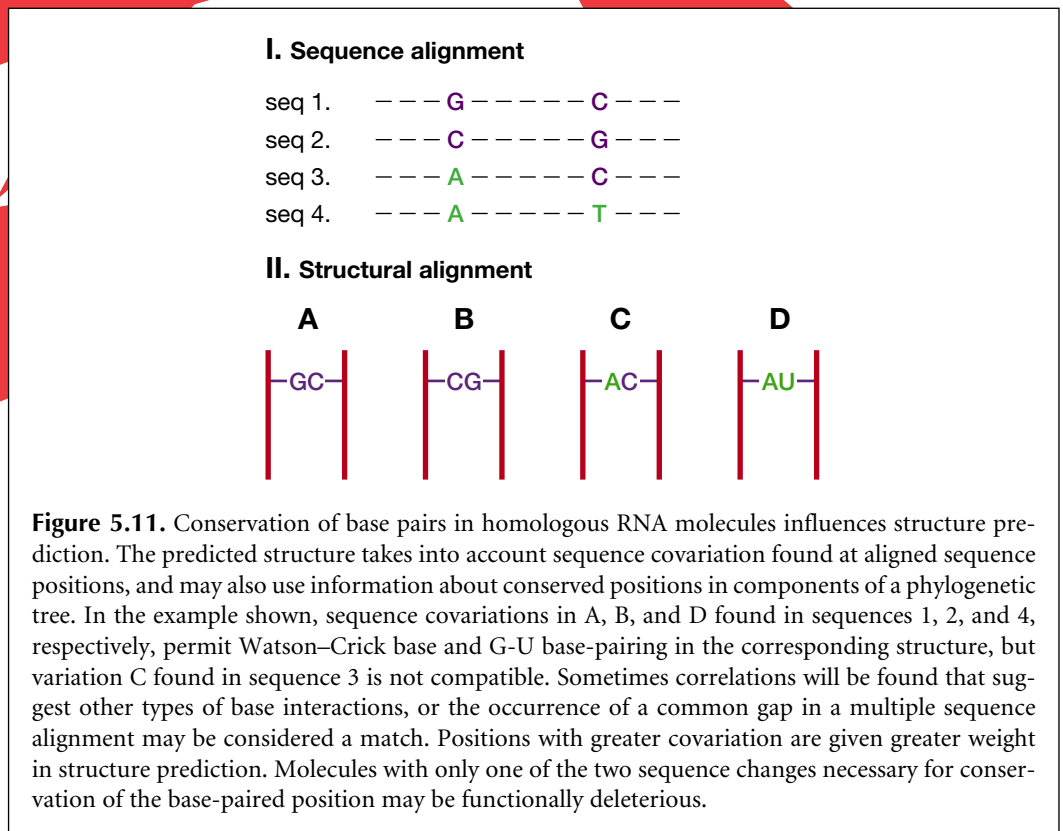 I. Sequence alignment
seq 1. – – – G – – – – – C – – –
seq 2. – – – C – – – – – G – – –
seq 3. – – – A – – – – – C – – –
seq 4. – – – A – – – – – T – – –
II. Structural alignment
A B C D
GC CG AC AU
Figure 5.11. Conservation of base pairs in homologous RNA molecules influences structure pre-
diction. The predicted structure takes into account sequence covariation found at aligned sequence
positions, and may also use information about conserved positions in components of a phylogenetic
tree. In the example shown, sequence covariations in A, B, and D found in sequences 1, 2, and 4,
respectively, permit Watson–Crick base and G-U base-pairing in the corresponding structure, but
variation C found in sequence 3 is not compatible. Sometimes correlations will be found that sug-
gest other types of base interactions, or the occurrence of a common gap in a multiple sequence
alignment may be considered a match. Positions with greater covariation are given greater weight
in structure prediction. Molecules with only one of the two sequence changes necessary for conser-
vation of the base-paired position may be functionally deleterious.